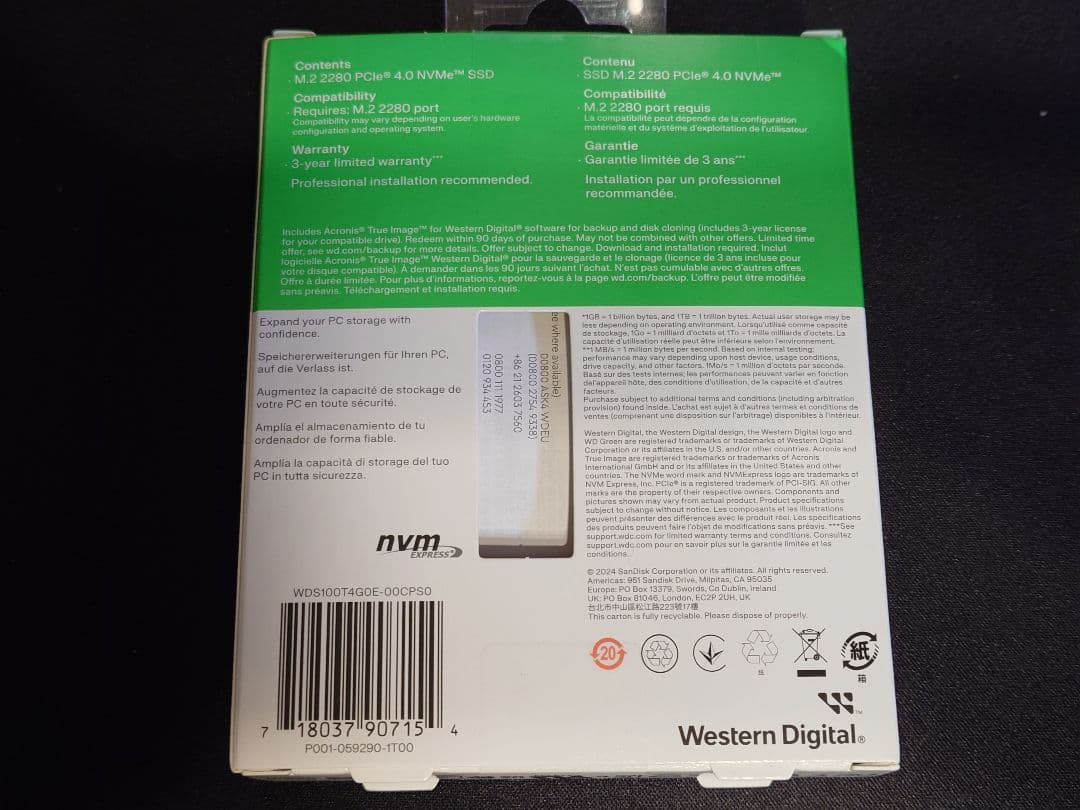 Contents
· M.2 2280 PCIe® 4.0 NVMe™ SSD
Compatibility
· Requires: M.2 2280 port
Compatibility may vary depending on user's hardware
configuration and operating system.
Warranty
· 3-year limited warranty***
Professional installation recommended.
Contenu
· SSD M.2 2280 PCIe® 4.0 NVMe™
Compatibilité
· M.2 2280 port requis
La compatibilité peut dépendre de la configuration
matérielle et du système d'exploitation de l'utilisateur.
Garantie
· Garantie limitée de 3 ans***
Installation par un professionnel
recommandée.
Includes Acronis® True Image™ for Western Digital® software for backup and disk cloning (includes 3-year license
for your compatible drive). Redeem within 90 days of purchase. May not be combined with other offers. Limited time
offer, see wd.com/backup for more details. Offer subject to change. Download and installation required. Inclut
logicielle Acronis® True Image™ Western Digital® pour la sauvegarde et le clonage (licence de 3 ans incluse pour
votre disque compatible). À demander dans les 90 jours suivant l'achat. N'est pas cumulable avec d'autres offres.
Offre à durée limitée. Pour plus d'informations, reportez-vous à la page wd.com/backup. L'offre peut être modifiée
sans préavis. Téléchargement et installation requis.
Expand your PC storage with
confidence.
Speichererweiterungen für Ihren PC,
auf die Verlass ist.
Augmentez la capacité de stockage de
votre PC en toute sécurité.
Amplía el almacenamiento de tu
ordenador de forma fiable.
Amplia la capacità di storage del tuo
PC in tutta sicurezza.
ee where available)
00800 ASK4 WDEU
(00800 2754 9338)
+86 21 2603 7560
0800 111 1977
0120 934 453
*1GB = 1 billion bytes, and 1TB = 1 trillion bytes. Actual user storage may be
less depending on operating environment. Lorsqu'utilisé comme capacité
de stockage, 1Go = 1 milliard d'octets et 1To = 1 mille milliards d'octets. La
capacité d'utilisation réelle peut être inférieure selon l'environnement.
**1 MB/s = 1 million bytes per second. Based on internal testing;
performance may vary depending upon host device, usage conditions,
drive capacity, and other factors. 1Mo/s = 1 million d'octets par seconde.
Basé sur des tests internes; les performances peuvent varier en fonction
del'appareil hôte, des conditions d'utilisation, de la capacité et d'autres
facteurs.
Purchase subject to additional terms and conditions (including arbitration
provision) found inside. L'achat est sujet à d'autres termes et conditions de
ventes (comprenant une disposition sur l'arbitrage) disponibles à l'intérieur.
Western Digital, the Western Digital design, the Western Digital logo and
WD Green are registered trademarks or trademarks of Western Digital
Corporation or its affiliates in the U.S. and/or other countries. Acronis and
True Image are registered trademarks or trademarks of Acronis
International GmbH and or its affiliates in the United States and other
countries. The NVMe word mark and NVMExpress logo are trademarks of
NVM Express, Inc. PCIe® is a registered trademark of PCI-SIG. All other
marks are the property of their respective owners. Components and
pictures shown may vary from actual product. Product specifications
subject to change without notice. Les composants et les illustrations
peuvent présenter des différences avec le produit réel. Les spécifications
des produits peuvent faire l'objet de modifications sans préavis. ***See
support.wdc.com for limited warranty terms and conditions. Consultez
support.wdc.com pour en savoir plus sur la garantie limitée et les
conditions.
nvm
EXPRESS®
© 2024 SanDisk Corporation or its affiliates. All rights reserved.
Americas: 951 Sandisk Drive, Milpitas, CA 95035
Europe: PO Box 13379, Swords, Co Dublin, Ireland
UK: PO Box 81046, London, EC2P 2UH, UK
台北市中山區松江路223號17樓
This carton is fully recyclable. Please dispose of properly.
WDS100T4G0E-00CPS0
7 18037 90715 4
P001-059290-1T00
20
紙
箱
Western Digital®